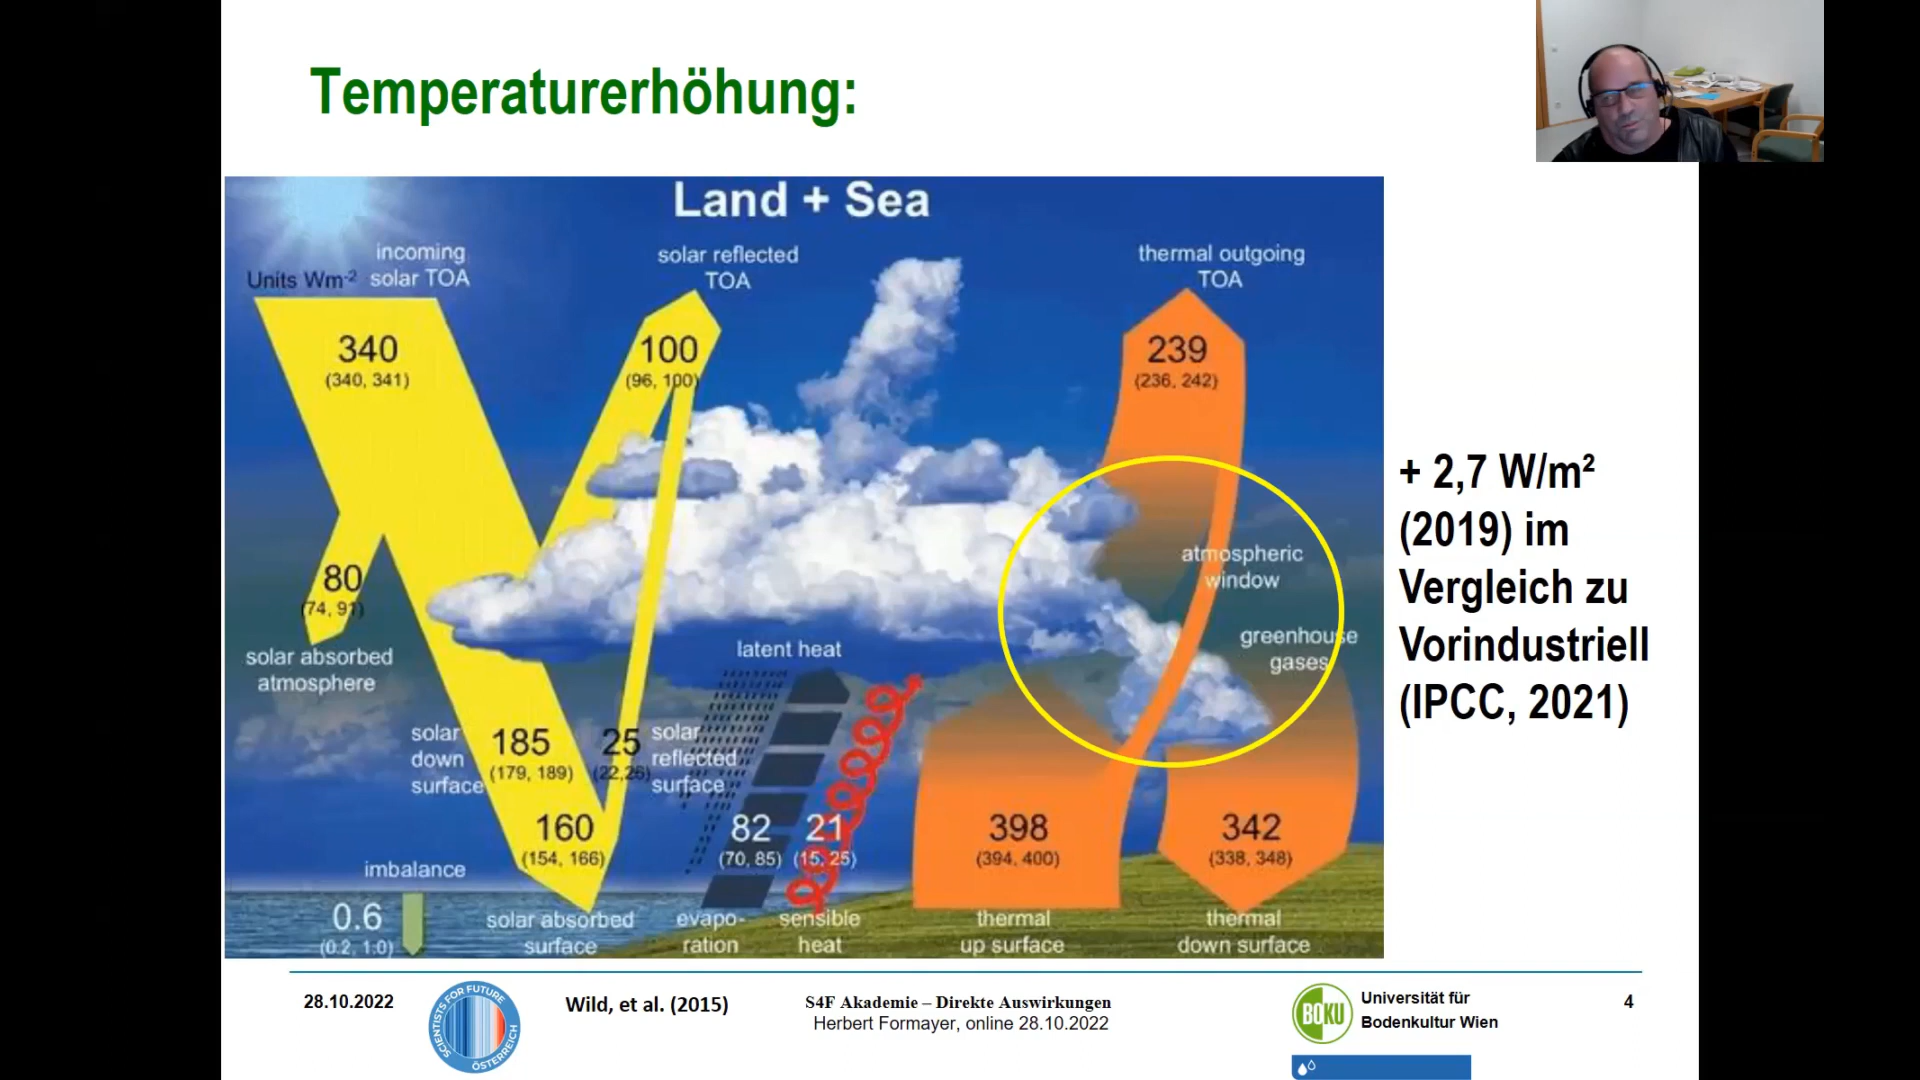 Temperaturerhöhung:
Land + Sea
incoming
solar TOA
Units Wm-2
solar reflected
TOA
thermal outgoing
TOA
340
(340, 341)
100
(96, 100)
239
(236, 242)
atmospheric
window
80
(74, 91)
solar absorbed
atmosphere
greenhouse
gases
latent heat
solar
down
surface
185
(179, 189)
25
(22,26)
solar
reflected
surface
160
(154, 166)
82
(70, 85)
21
(15, 25)
398
(394, 400)
342
(338, 348)
imbalance
0.6
(0.2, 1.0)
solar absorbed
surface
evapo-
ration
sensible
heat
thermal
up surface
thermal
down surface
+ 2,7 W/m²
(2019) im
Vergleich zu
Vorindustriell
(IPCC, 2021)
28.10.2022
SCIENTISTS FOR FUTURE
ÖSTERREICH
Wild, et al. (2015)
S4F Akademie – Direkte Auswirkungen
Herbert Formayer, online 28.10.2022
BOKU
Universität für
Bodenkultur Wien
4